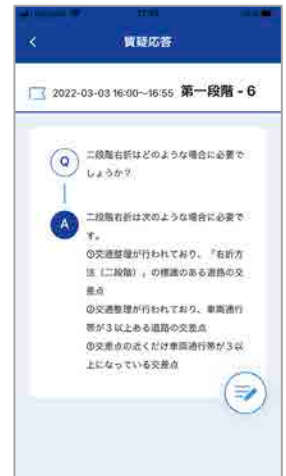 質疑応答
2022-03-03 16:00~16:55 第一段階 - 6
Q
二段階右折はどのような場合に必要で
しょうか?
A
二段階右折は次のような場合に必要で
す。
①交通整理が行われており、「右折方
法(二段階)」の標識のある道路の交
差点
②交通整理が行われており、車両通行
帯が3以上ある道路の交差点
③交差点の近くだけ車両通行帯が3以
上になっている交差点